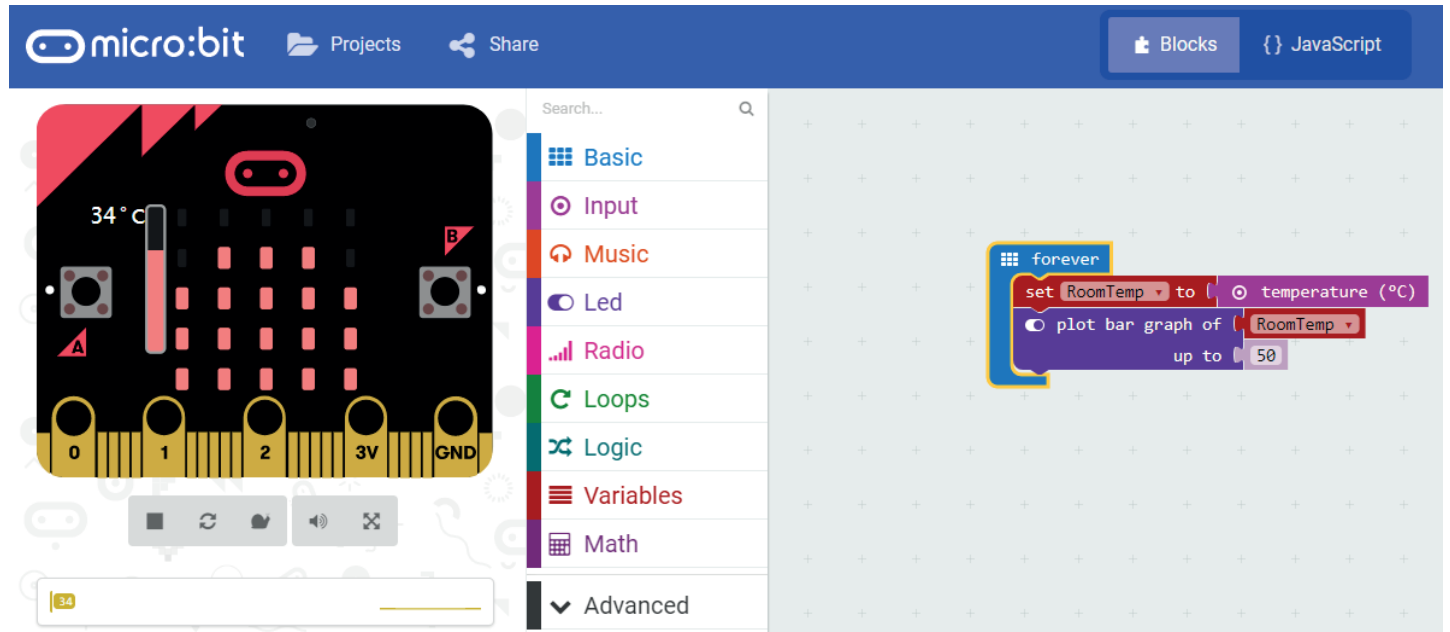 micro:bit Projects Share Blocks {} JavaScript
34°C
B
A
0 1 2 3V GND
34
Search...
Basic
Input
Music
Led
Radio
Loops
Logic
Variables
Math
Advanced
forever
set RoomTemp to temperature (ºC)
plot bar graph of RoomTemp
up to 50